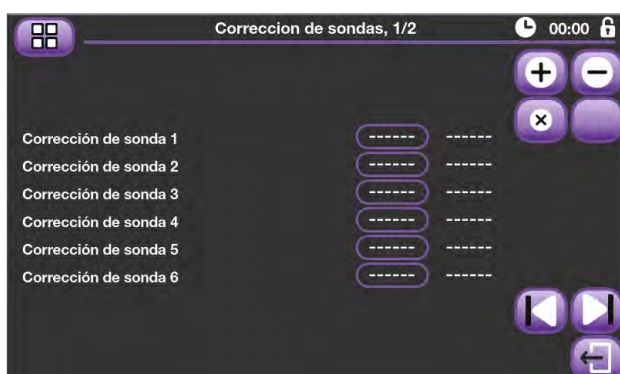 Correccion de sondas, 1/2
00:00
Corrección de sonda 1 ------ ------
Corrección de sonda 2 ------ ------
Corrección de sonda 3 ------ ------
Corrección de sonda 4 ------ ------
Corrección de sonda 5 ------ ------
Corrección de sonda 6 ------ ------